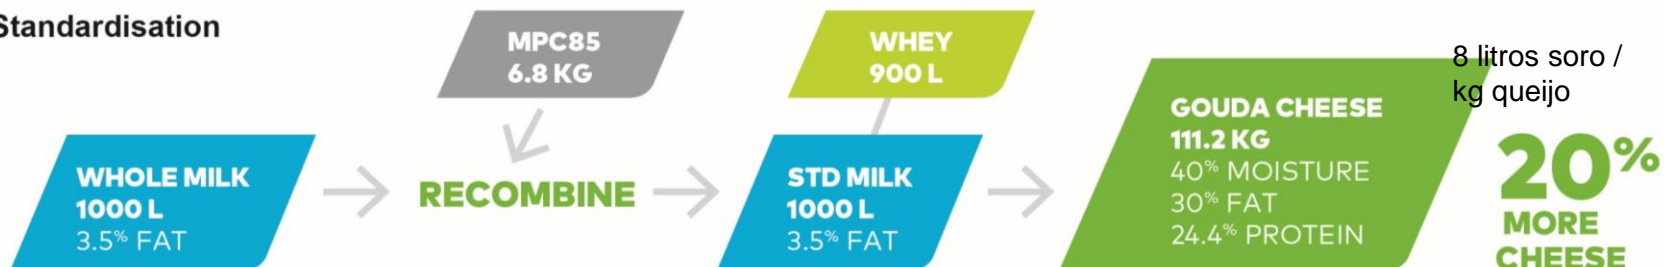 Standardisation
MPC85
6.8 KG
WHEY
900 L
8 litros soro /
kg queijo
WHOLE MILK
1000 L
3.5% FAT
RECOMBINE
STD MILK
1000 L
3.5% FAT
GOUDA CHEESE
111.2 KG
40% MOISTURE
30% FAT
24.4% PROTEIN
20%
MORE
CHEESE